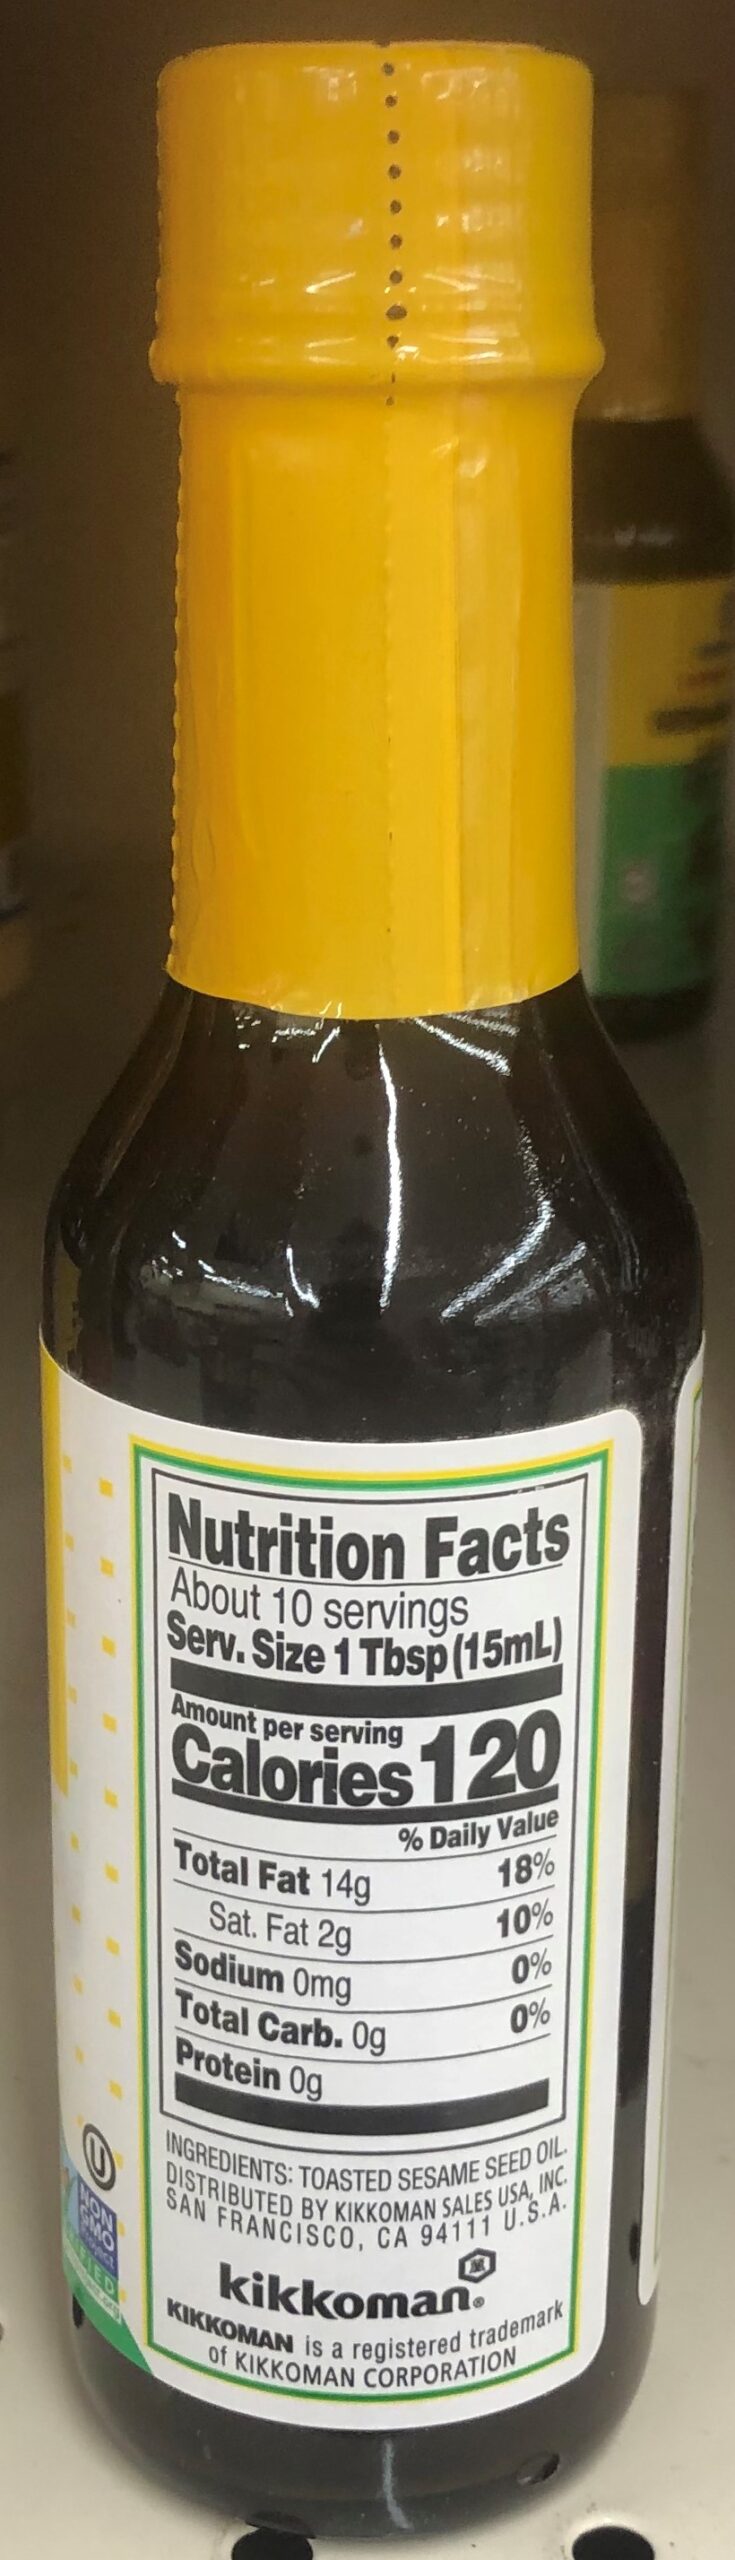 Nutrition Facts
About 10 servings
Serv. Size 1 Tbsp (15mL)
Amount per serving
Calories 120
% Daily Value
Total Fat 14g 18%
Sat. Fat 2g 10%
Sodium 0mg 0%
Total Carb. 0g 0%
Protein 0g
INGREDIENTS: TOASTED SESAME SEED OIL.
DISTRIBUTED BY KIKKOMAN SALES USA, INC.
SAN FRANCISCO, CA 94111 U.S.A.
kikkoman®
KIKKOMAN is a registered trademark
of KIKKOMAN CORPORATION
U
NON
GMO